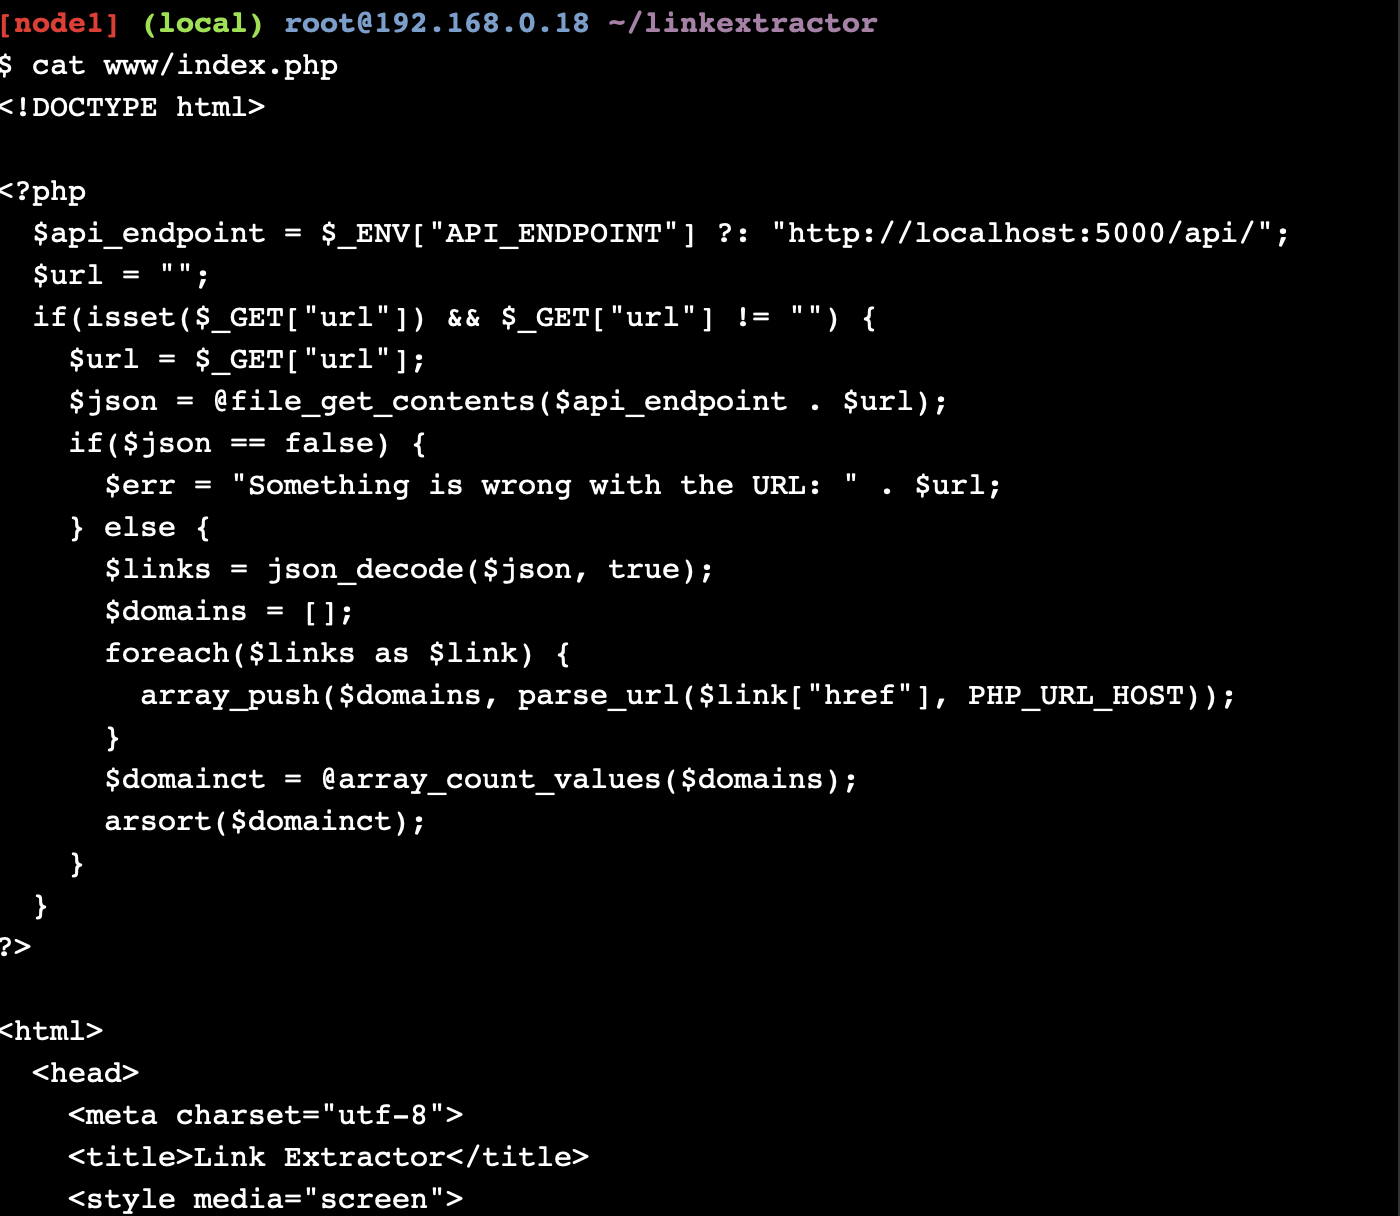 [node1] (local) root@192.168.0.18 ~/linkextractor
$ cat www/index.php
<!DOCTYPE html>

<?php
  $api_endpoint = $_ENV["API_ENDPOINT"] ?: "http://localhost:5000/api/";
  $url = "";
  if(isset($_GET["url"]) && $_GET["url"] != "") {
    $url = $_GET["url"];
    $json = @file_get_contents($api_endpoint . $url);
    if($json == false) {
      $err = "Something is wrong with the URL: " . $url;
    } else {
      $links = json_decode($json, true);
      $domains = [];
      foreach($links as $link) {
        array_push($domains, parse_url($link["href"], PHP_URL_HOST));
      }
      $domainct = @array_count_values($domains);
      arsort($domainct);
    }
  }
?>

<html>
  <head>
    <meta charset="utf-8">
    <title>Link Extractor</title>
    <style media="screen">